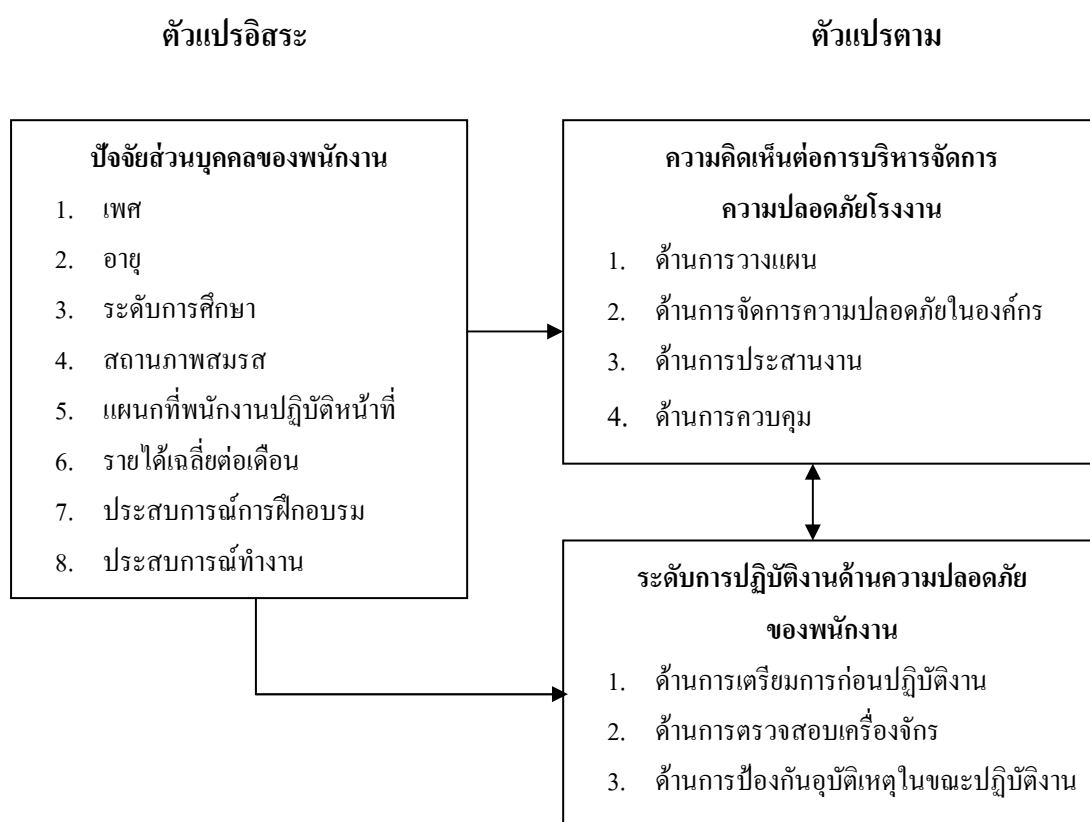 ตัวแปรอิสระ
ตัวแปรตาม
ปัจจัยส่วนบุคคลของพนักงาน
1. เพศ
2. อายุ
3. ระดับการศึกษา
4. สถานภาพสมรส
5. แผนกที่พนักงานปฏิบัติหน้าที่
6. รายได้เฉลี่ยต่อเดือน
7. ประสบการณ์การฝึกอบรม
8. ประสบการณ์ทำงาน
ความคิดเห็นต่อการบริหารจัดการ
ความปลอดภัยโรงงาน
1. ด้านการวางแผน
2. ด้านการจัดการความปลอดภัยในองค์กร
3. ด้านการประสานงาน
4. ด้านการควบคุม
ระดับการปฏิบัติงานด้านความปลอดภัย
ของพนักงาน
1. ด้านการเตรียมการก่อนปฏิบัติงาน
2. ด้านการตรวจสอบเครื่องจักร
3. ด้านการป้องกันอุบัติเหตุในขณะปฏิบัติงาน